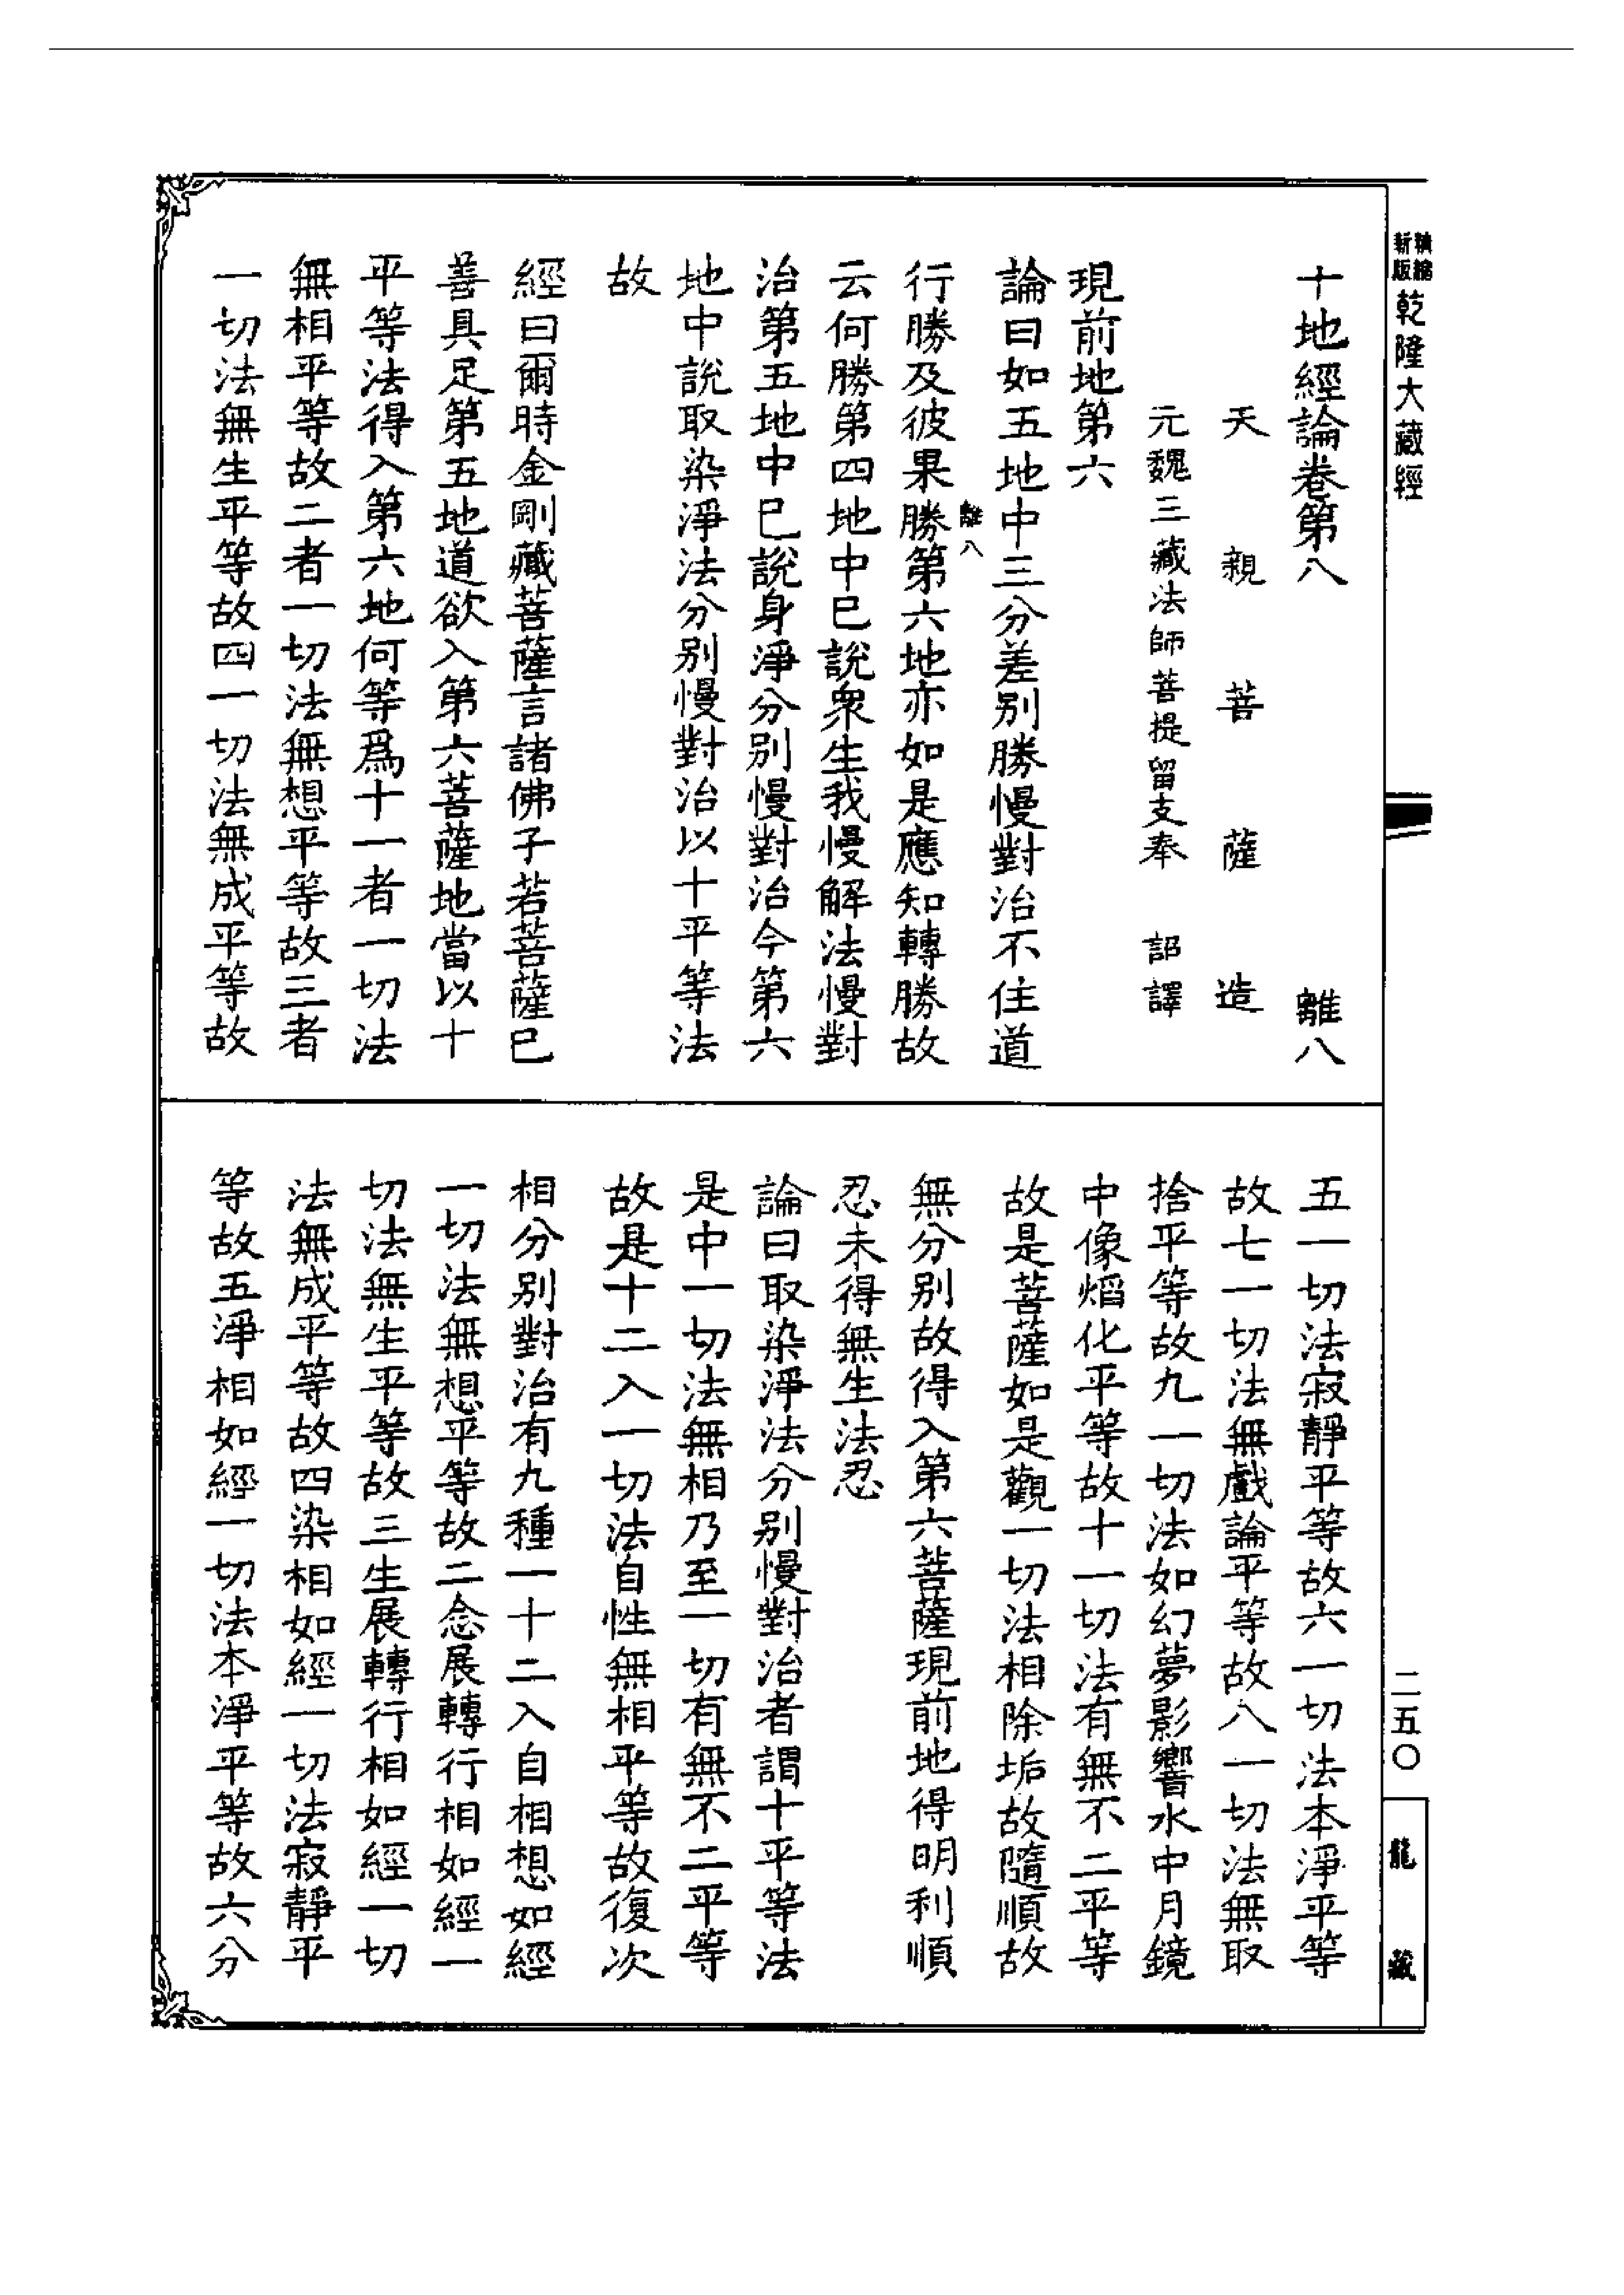 新版精縮乾隆大藏經
十地經論卷第八 離八
天親菩薩造
元魏三藏法師菩提留支奉 詔譯
現前地第六
論曰如五地中三分差别勝慢對治不住道
離八
行勝及彼果勝第六地亦如是應知轉勝故
云何勝第四地中已說衆生我慢解法慢對
治第五地中已說身淨分别慢對治今第六
地中說取染淨法分别慢對治以十平等法
故
經曰爾時金剛藏菩薩言諸佛子若菩薩已
善具足第五地道欲入第六菩薩地當以十
平等法得入第六地何等爲十一者一切法
無相平等故二者一切法無想平等故三者
一切法無生平等故四一切法無成平等故
五一切法寂靜平等故六一切法本淨平等
故七一切法無戲論平等故八一切法無取
捨平等故九一切法如幻夢影響水中月鏡
中像熖化平等故十一切法有無不二平等
故是菩薩如是觀一切法相除垢故隨順故
無分别故得入第六菩薩現前地得明利順
忍未得無生法忍
論曰取染淨法分别慢對治者謂十平等法
是中一切法無相乃至一切有無不二平等
故是十二入一切法自性無相平等故復次
相分别對治有九種一十二入自相想如經
一切法無想平等故二念展轉行相如經一
切法無生平等故三生展轉行相如經一切
法無成平等故四染相如經一切法寂靜平
等故五淨相如經一切法本淨平等故六分
二五〇
龍藏